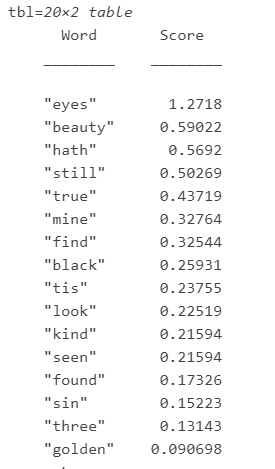 tbl=20×2 table
Word Score
"eyes" 1.2718
"beauty" 0.59022
"hath" 0.5692
"still" 0.50269
"true" 0.43719
"mine" 0.32764
"find" 0.32544
"black" 0.25931
"tis" 0.23755
"look" 0.22519
"kind" 0.21594
"seen" 0.21594
"found" 0.17326
"sin" 0.15223
"three" 0.13143
"golden" 0.090698